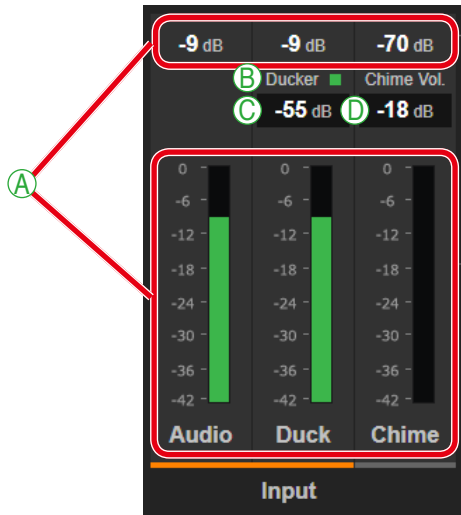 -9 dB -9 dB -70 dB
B Ducker Chime Vol.
C -55 dB D -18 dB
A
0 0 0
-6 -6 -6
-12 -12 -12
-18 -18 -18
-24 -24 -24
-30 -30 -30
-36 -36 -36
-42 -42 -42
Audio Duck Chime
Input